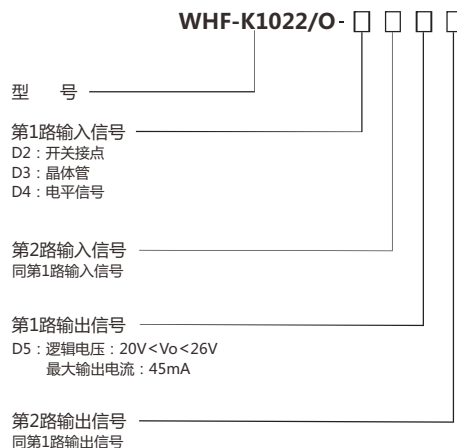 WHF-K1022/O-□ □ □ □
型 号
第1路输入信号
D2：开关接点
D3：晶体管
D4：电平信号
第2路输入信号
同第1路输入信号
第1路输出信号
D5：逻辑电压：20V<Vo<26V
最大输出电流：45mA
第2路输出信号
同第1路输出信号